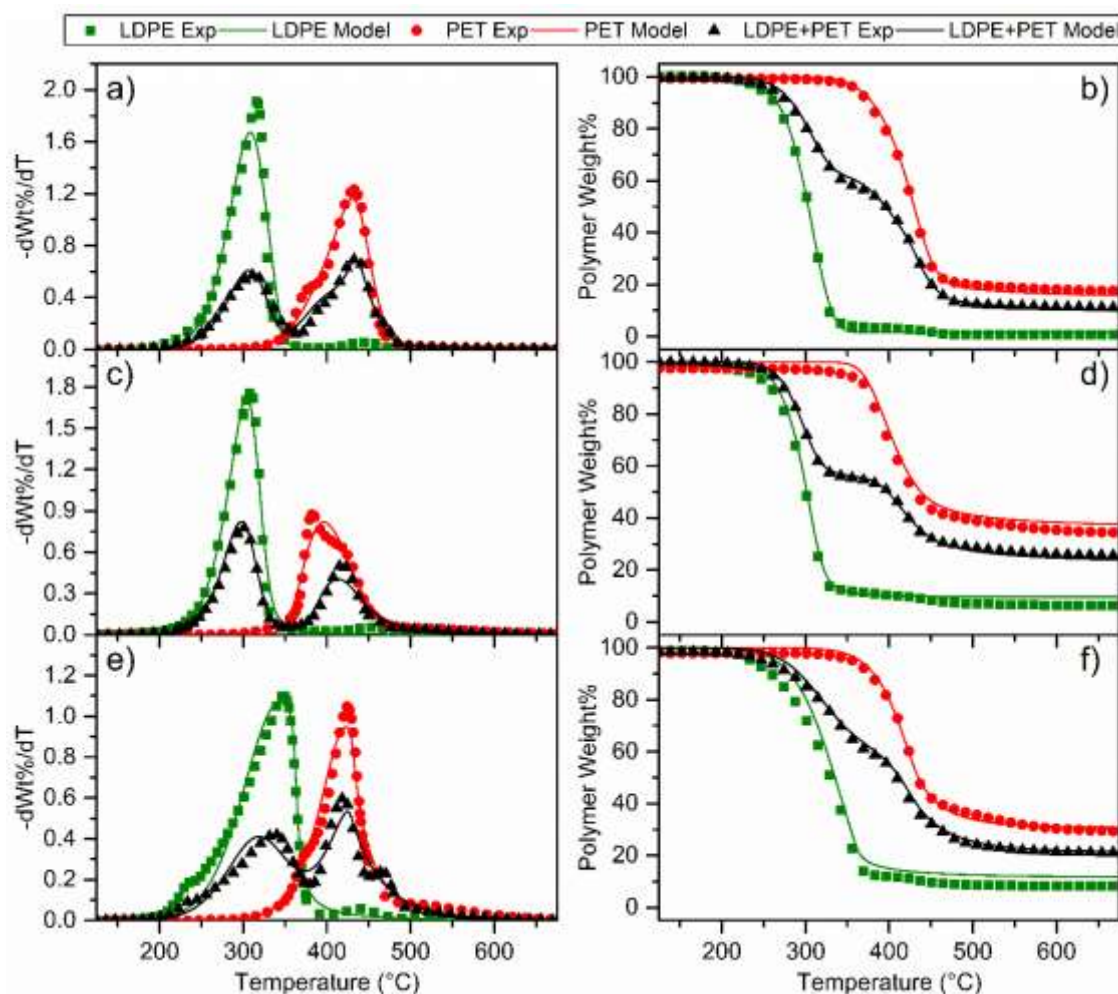 LDPE Exp LDPE Model PET Exp PET Model LDPE+PET Exp LDPE+PET Model
a)
2.0
1.6
1.2
0.8
0.4
0.0
-dWt%/dT
b)
100
80
60
40
20
0
Polymer Weight%
c)
1.8
1.5
1.2
0.9
0.6
0.3
0.0
-dWt%/dT
d)
100
80
60
40
20
0
Polymer Weight%
e)
1.2
1.0
0.8
0.6
0.4
0.2
0.0
-dWt%/dT
200 300 400 500 600
Temperature (°C)
f)
100
80
60
40
20
0
Polymer Weight%
200 300 400 500 600
Temperature (°C)